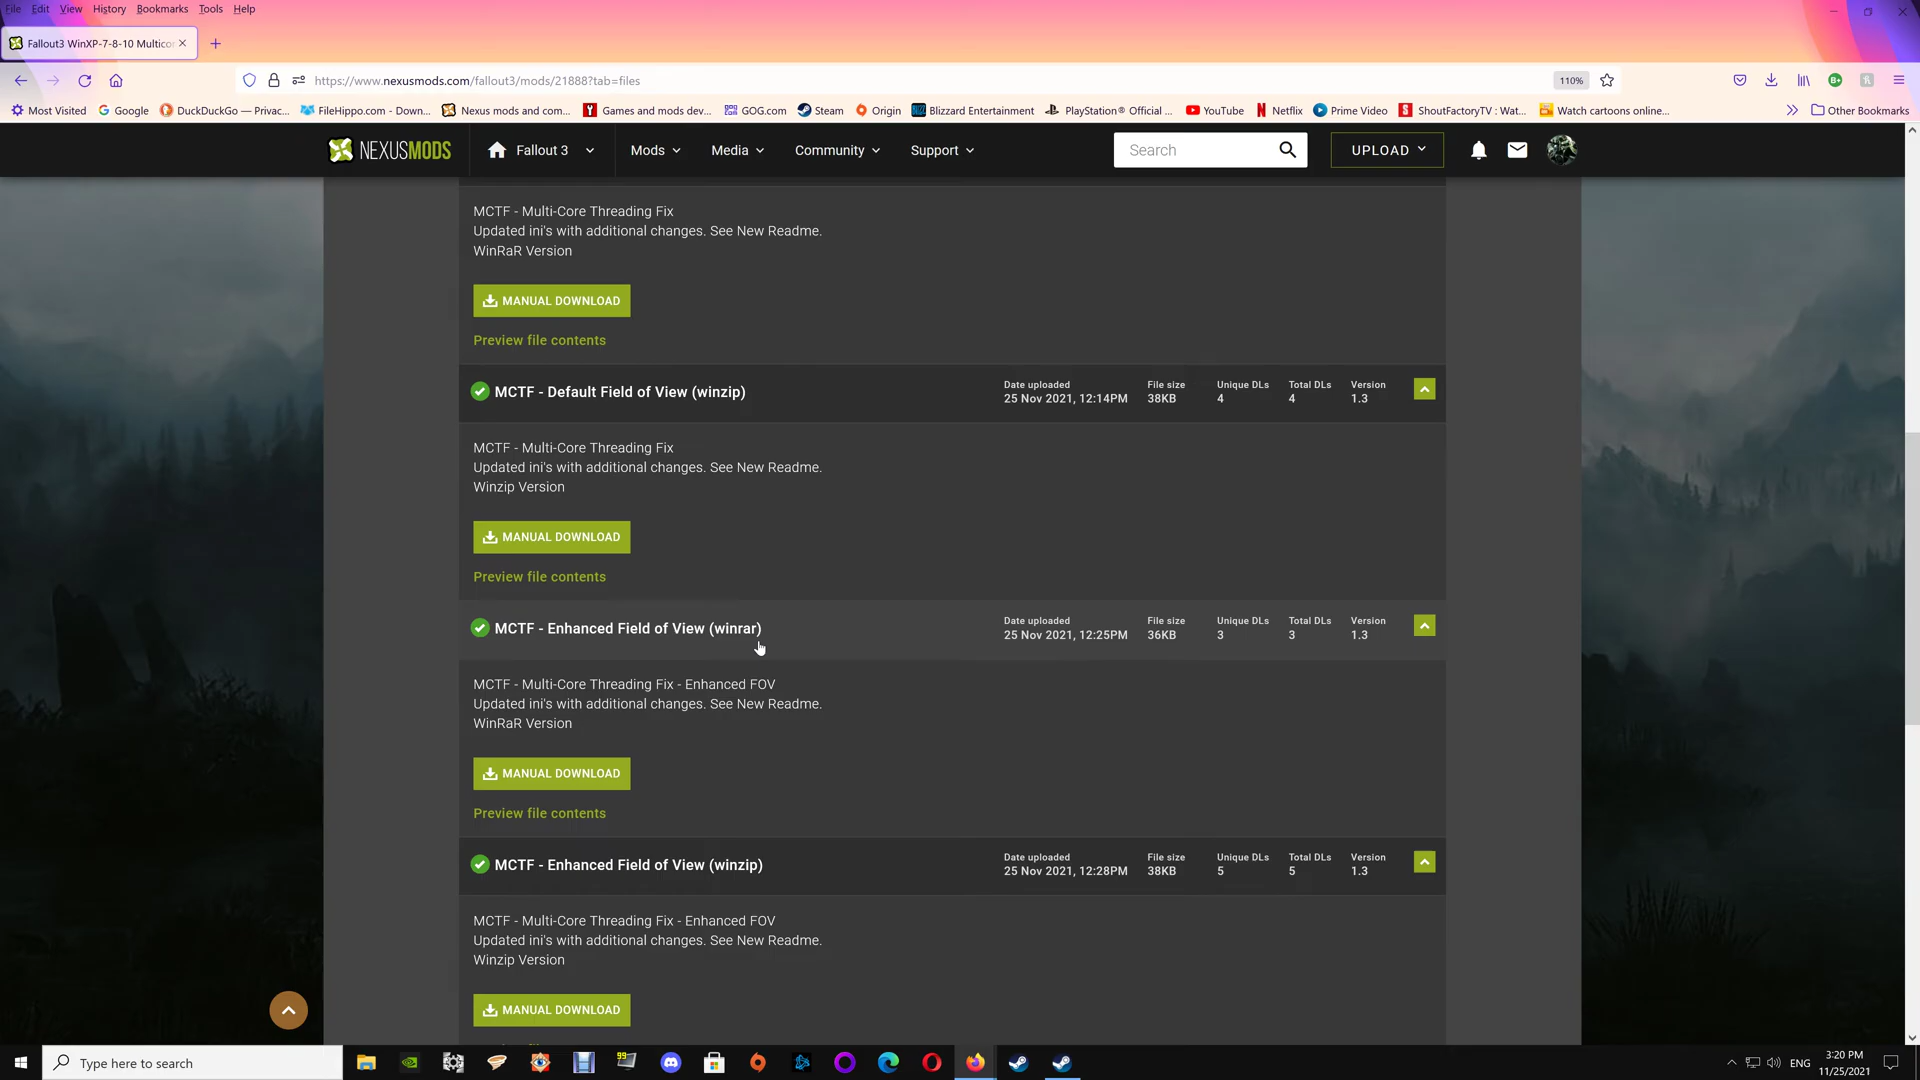 File Edit View History Bookmarks Tools Help
Fallout3 WinXP-7-8-10 Multicor
https://www.nexusmods.com/fallout3/mods/21888?tab=files
110%
Most Visited Google DuckDuckGo — Privac... FileHippo.com - Down... Nexus mods and com... Games and mods dev... GOG.com Steam Origin Blizzard Entertainment PlayStation® Official ... YouTube Netflix Prime Video ShoutFactoryTV : Wat... Watch cartoons online... Other Bookmarks
NEXUSMODS Fallout 3 Mods Media Community Support Search UPLOAD
MCTF - Multi-Core Threading Fix
Updated ini's with additional changes. See New Readme.
WinRaR Version
MANUAL DOWNLOAD
Preview file contents
MCTF - Default Field of View (winzip)
Date uploaded File size Unique DLs Total DLs Version
25 Nov 2021, 12:14PM 38KB 4 4 1.3
MCTF - Multi-Core Threading Fix
Updated ini's with additional changes. See New Readme.
Winzip Version
MANUAL DOWNLOAD
Preview file contents
MCTF - Enhanced Field of View (winrar)
Date uploaded File size Unique DLs Total DLs Version
25 Nov 2021, 12:25PM 36KB 3 3 1.3
MCTF - Multi-Core Threading Fix - Enhanced FOV
Updated ini's with additional changes. See New Readme.
WinRaR Version
MANUAL DOWNLOAD
Preview file contents
MCTF - Enhanced Field of View (winzip)
Date uploaded File size Unique DLs Total DLs Version
25 Nov 2021, 12:28PM 38KB 5 5 1.3
MCTF - Multi-Core Threading Fix - Enhanced FOV
Updated ini's with additional changes. See New Readme.
Winzip Version
MANUAL DOWNLOAD
Type here to search
99
ENG
3:20 PM
11/25/2021